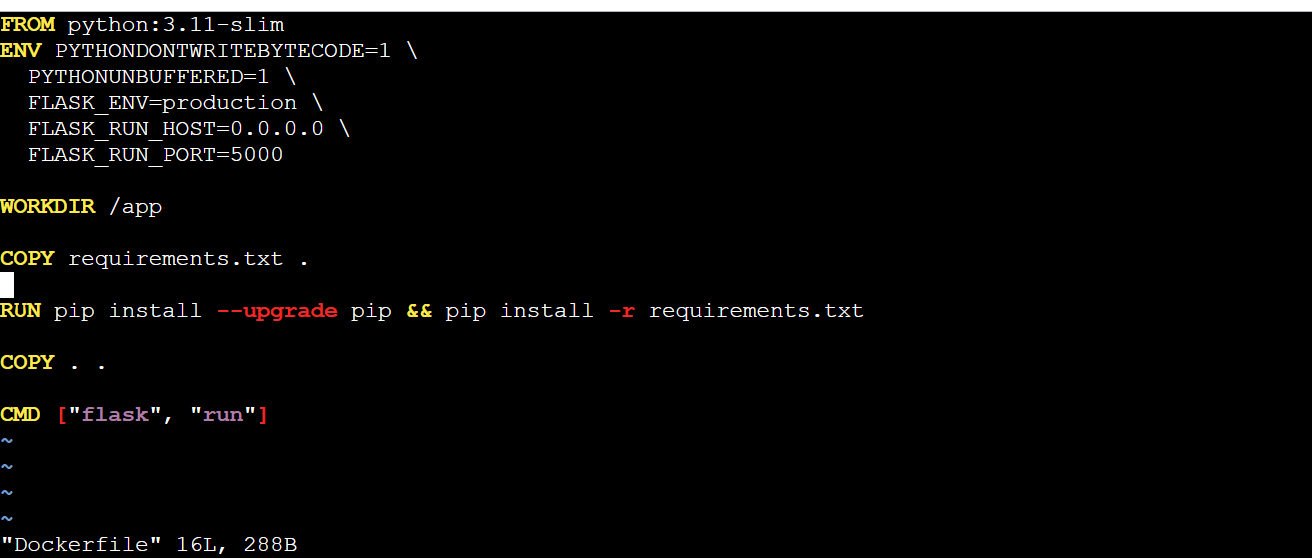 FROM python:3.11-slim
ENV PYTHONDONTWRITEBYTECODE=1 \
  PYTHONUNBUFFERED=1 \
  FLASK_ENV=production \
  FLASK_RUN_HOST=0.0.0.0 \
  FLASK_RUN_PORT=5000
WORKDIR /app
COPY requirements.txt .
RUN pip install --upgrade pip && pip install -r requirements.txt
COPY . .
CMD ["flask", "run"]
~
~
~
~
"Dockerfile" 16L, 288B